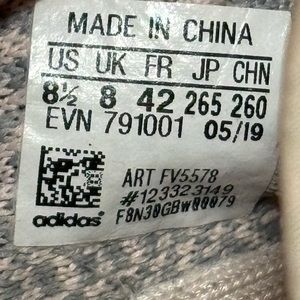 MADE IN CHINA
US UK FR JP CHN
8½ 8 42 265 260
EVN 791001 05/19
ART FV5578
#123323149
F8N30GBW00079
adidas